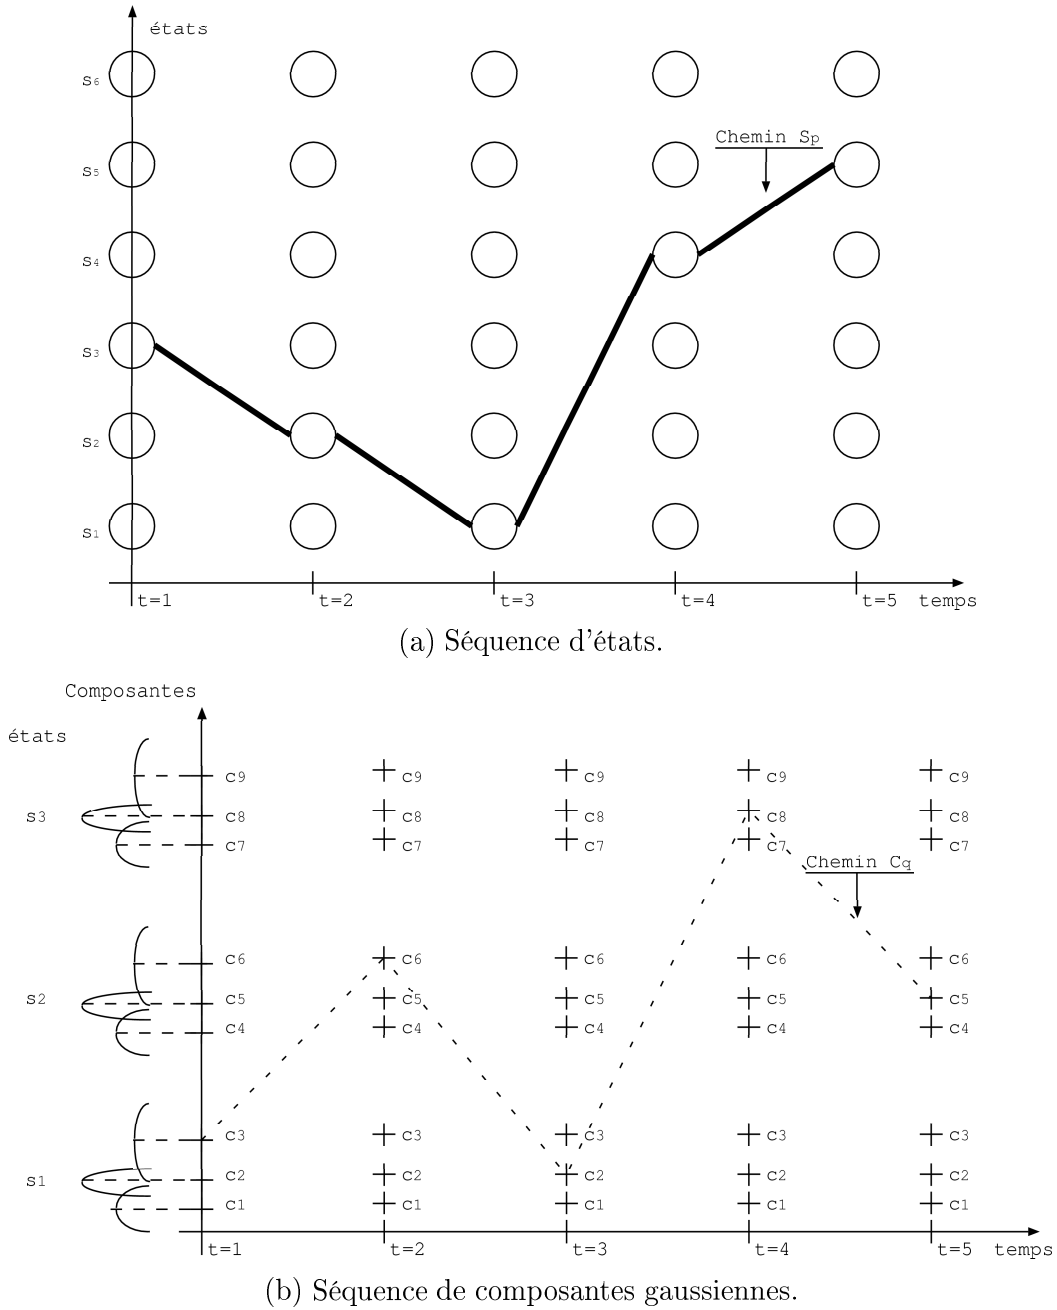 états
s6
s5
Chemin Sp
s4
s3
s2
s1
t=1 t=2 t=3 t=4 t=5 temps
(a) Séquence d'états.
Composantes
états
c9 c9 c9 c9 c9
s3 c8 c8 c8 c8 c8
c7 c7 c7 c7 c7
Chemin Cq
c6 c6 c6 c6 c6
s2 c5 c5 c5 c5 c5
c4 c4 c4 c4 c4
c3 c3 c3 c3 c3
s1 c2 c2 c2 c2 c2
c1 c1 c1 c1 c1
t=1 t=2 t=3 t=4 t=5 temps
(b) Séquence de composantes gaussiennes.